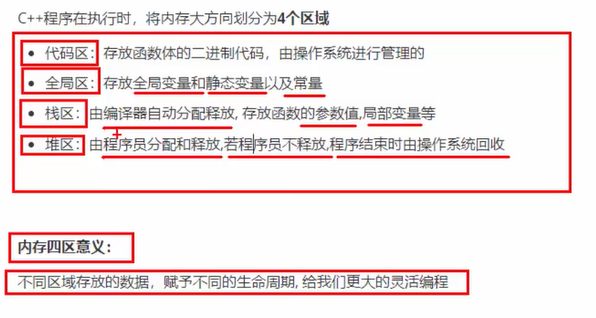 C++程序在执行时，将内存大方向划分为4个区域
• 代码区：存放函数体的二进制代码，由操作系统进行管理的
• 全局区：存放全局变量和静态变量以及常量
• 栈区：由编译器自动分配释放, 存放函数的参数值,局部变量等
• 堆区：由程序员分配和释放,若程序员不释放,程序结束时由操作系统回收
内存四区意义：
不同区域存放的数据，赋予不同的生命周期, 给我们更大的灵活编程